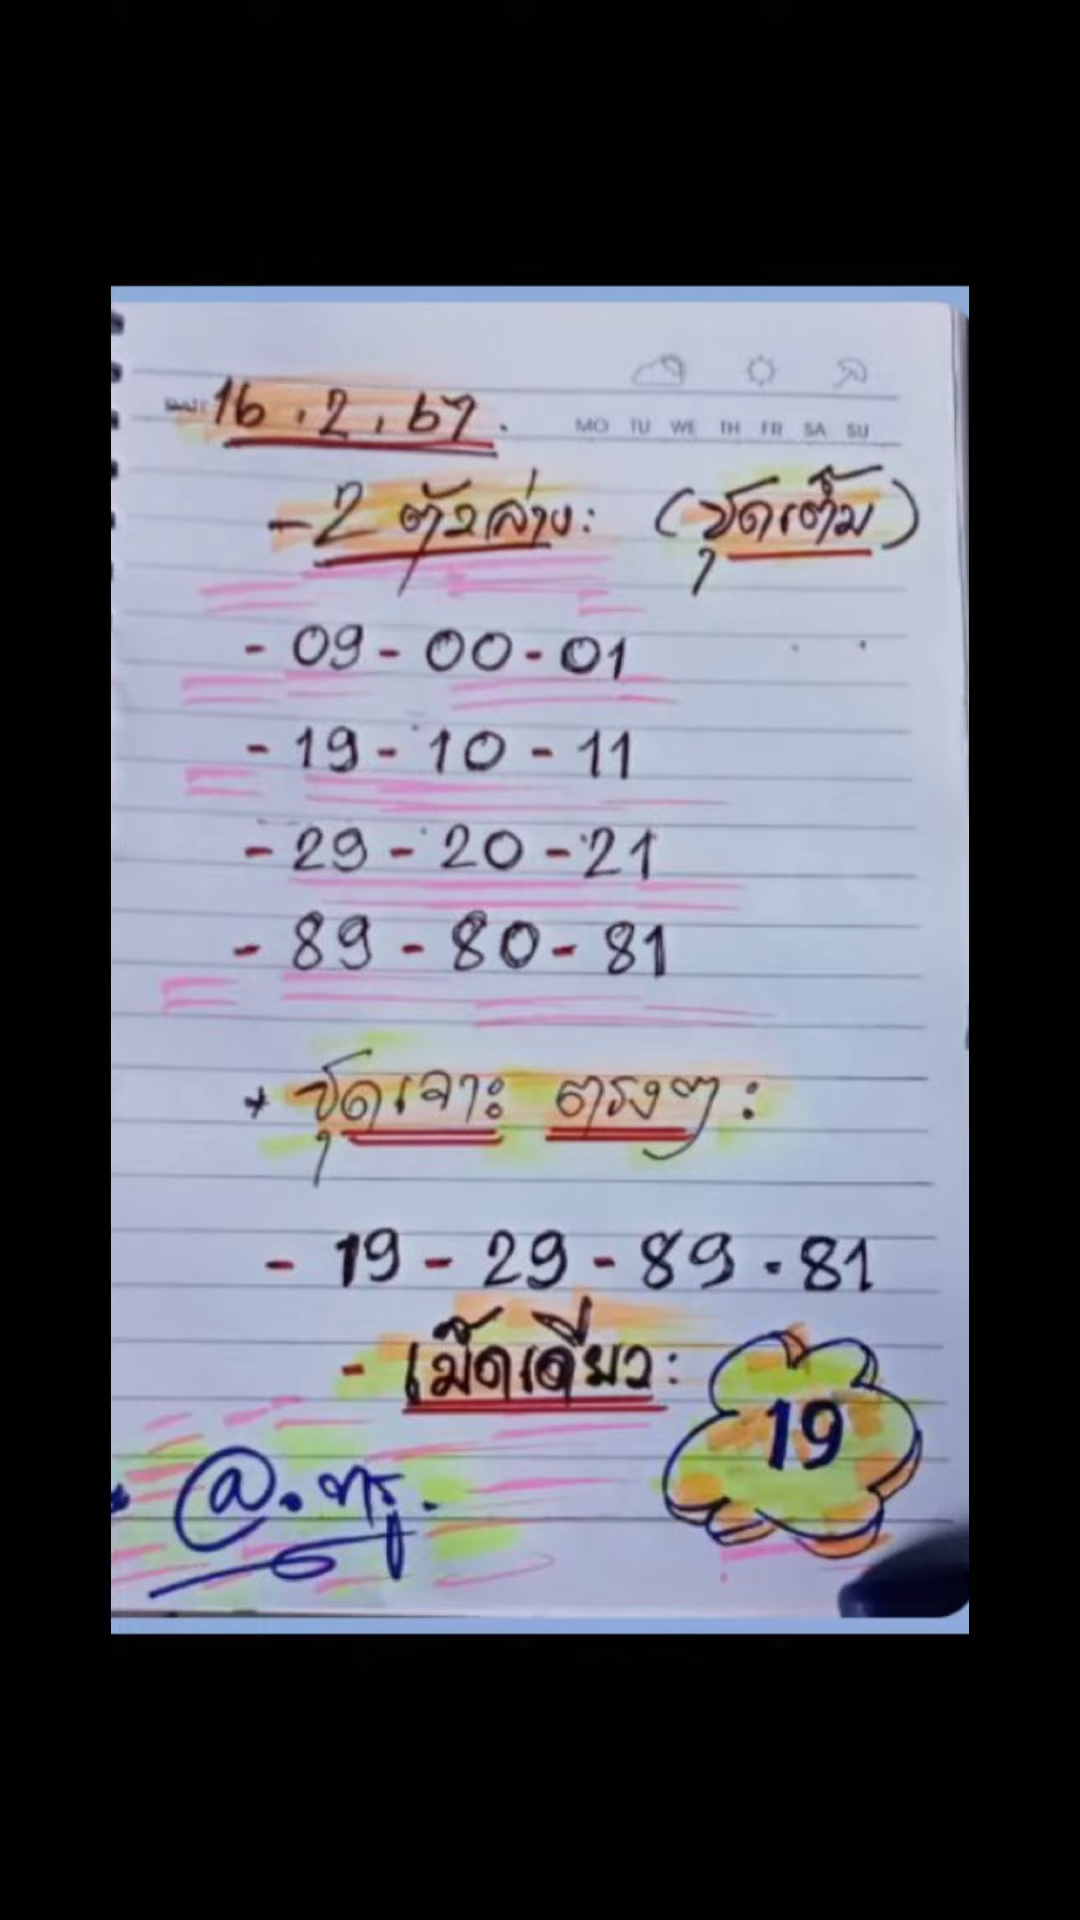 16.2.67.
MO TU WE TH FR SA SU
- 2 ตัวล่าง: (ชุดเต็ม)
- 09 - 00 - 01
- 19 - 10 - 11
- 29 - 20 - 21
- 89 - 80 - 81
* ชุดเจาะ ตรงๆ:
- 19 - 29 - 89 . 81
- เม็ดเดียว: 19